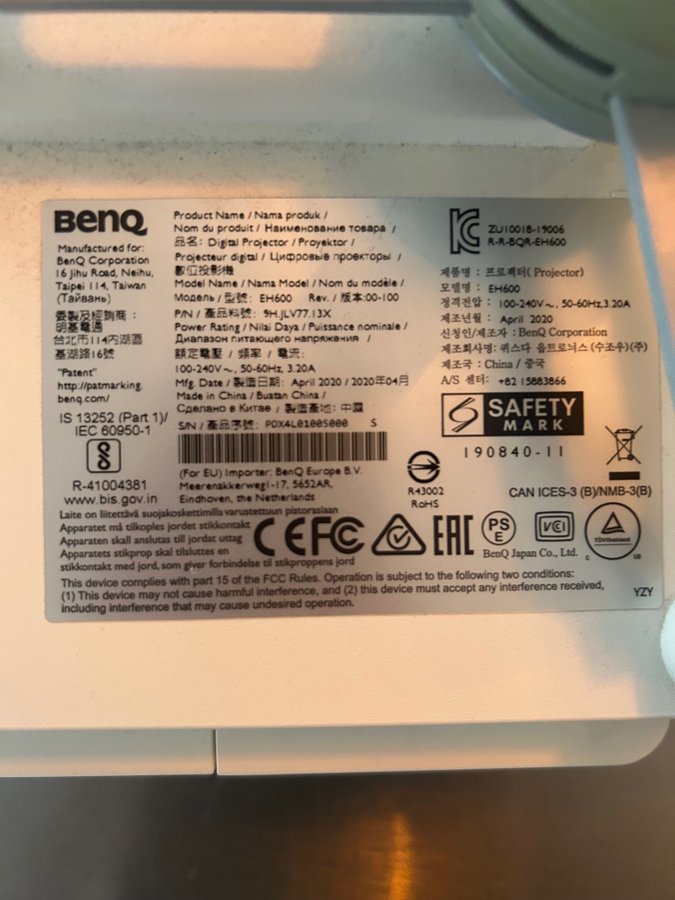 BenQ
Manufactured for:
BenQ Corporation
16 Jihu Road, Neihu,
Taipei 114, Taiwan
(Тайвань)
委製及經銷商：
明基電通
台北市114內湖區
基湖路16號
"Patent"
http://patmarking.
benq.com/
IS 13252 (Part 1)/
IEC 60950-1
R-41004381
www.bis.gov.in
Product Name / Nama produk /
Nom du produit / Наименование товара /
品名：Digital Projector / Proyektor /
Projecteur digital / Цифровые проекторы /
數位投影機
Model Name / Nama Model / Nom du modèle /
Модель / 型號：EH600 Rev. / 版本:00-100
P/N / 產品料號：9H.JLV77.13X
Power Rating / Nilai Daya / Puissance nominale /
Диапазон питающего напряжения /
額定電壓 / 頻率 / 電流：
100-240V～, 50-60Hz, 3.20A
Mfg. Date / 製造日期：April 2020 / 2020年04月
Made in China / Buatan China /
Сделано в Китае / 製造產地：中國
S/N / 產品序號：PDX4L01005000 S
(For EU) Importer: BenQ Europe B.V.
Meerenakkerweg1-17, 5652AR,
Eindhoven, the Netherlands
ZU10018-19006
R-R-BQR-EH600
제품명 : 프로젝터( Projector)
모델명 : EH600
정격전압 : 100-240V～, 50-60Hz,3.20A
제조년월 : April 2020
신청인/제조자 : BenQ Corporation
제조회사명: 퀴스다 옵트로닉스 (수조우)(주)
제조국 : China / 중국
A/S 센터: +82 15883866
SAFETY
MARK
190840-11
R43002
RoHS
CAN ICES-3 (B)/NMB-3(B)
Laite on liitettävä suojakoskettimilla varustettuun pistorasiaan
Apparatet må tilkoples jordet stikkontakt
Apparaten skall anslutas till jordat uttag
Apparatets stikprop skal tilsluttes en
stikkontakt med jord, som giver forbindelse til stikproppens jord
CE FC EAC
PS
E
VCI
TÜVRheinland
C US
BenQ Japan Co., Ltd.
This device complies with part 15 of the FCC Rules. Operation is subject to the following two conditions:
(1) This device may not cause harmful interference, and (2) this device must accept any interference received,
including interference that may cause undesired operation.
YZY